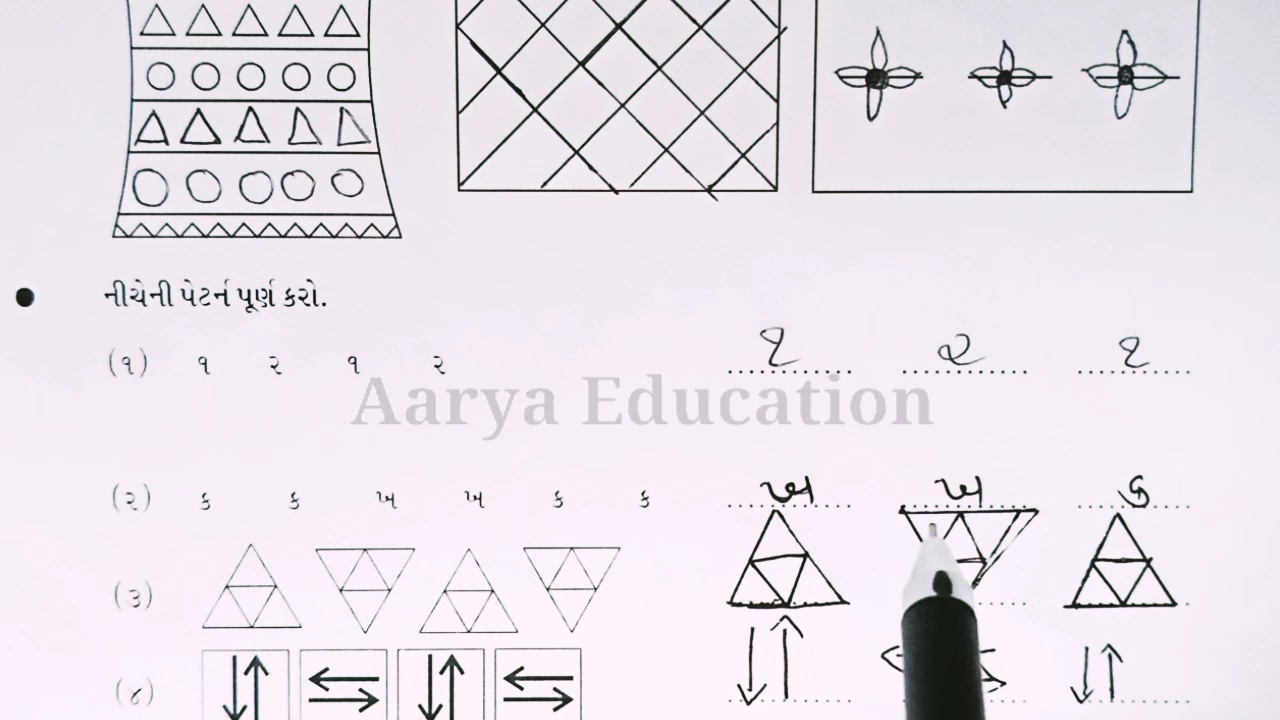 નીચેની પેટર્ન પૂર્ણ કરો.
(૧) ૧ ૨ ૧ ૨ ૧ ૨ ૧
Aarya Education
(૨) ક ક ખ ખ ક ક ખ ખ ક
(૩)
(૪)